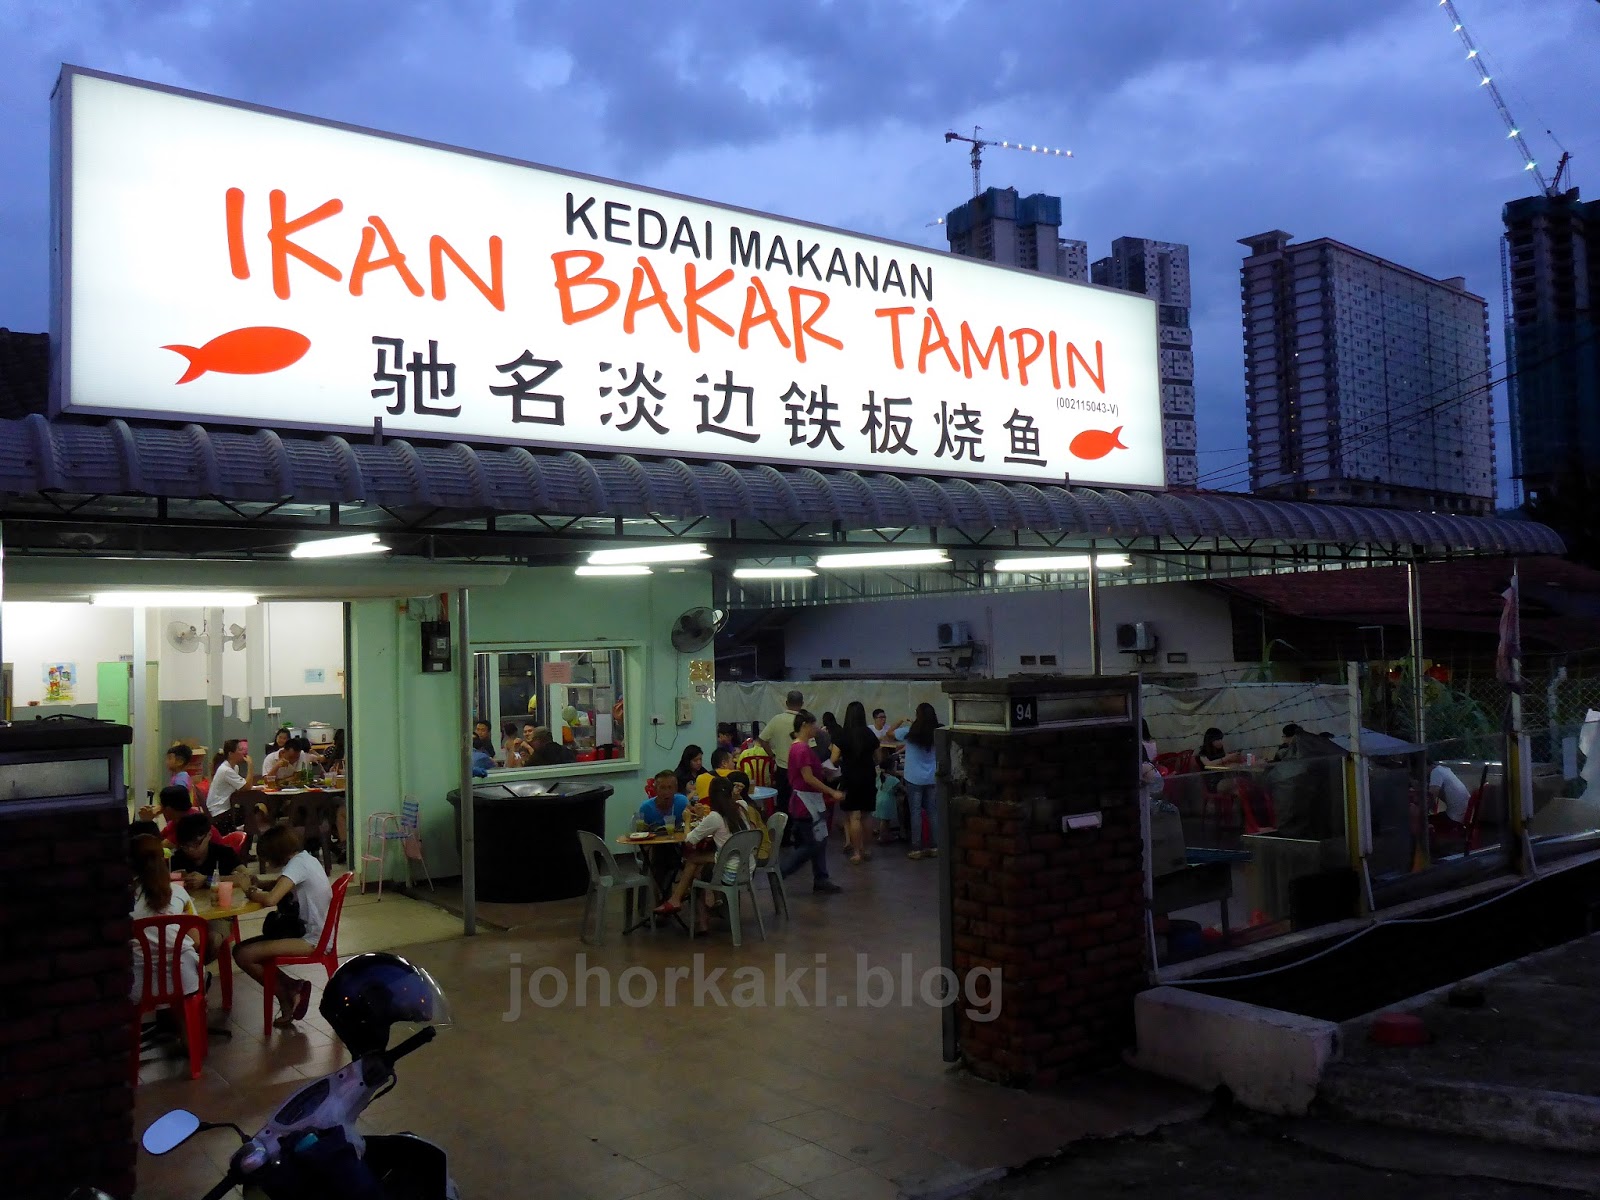 KEDAI MAKANAN
IKAN BAKAR TAMPIN
(002115043-V)
驰名淡边铁板烧鱼
94
johorkaki.blog